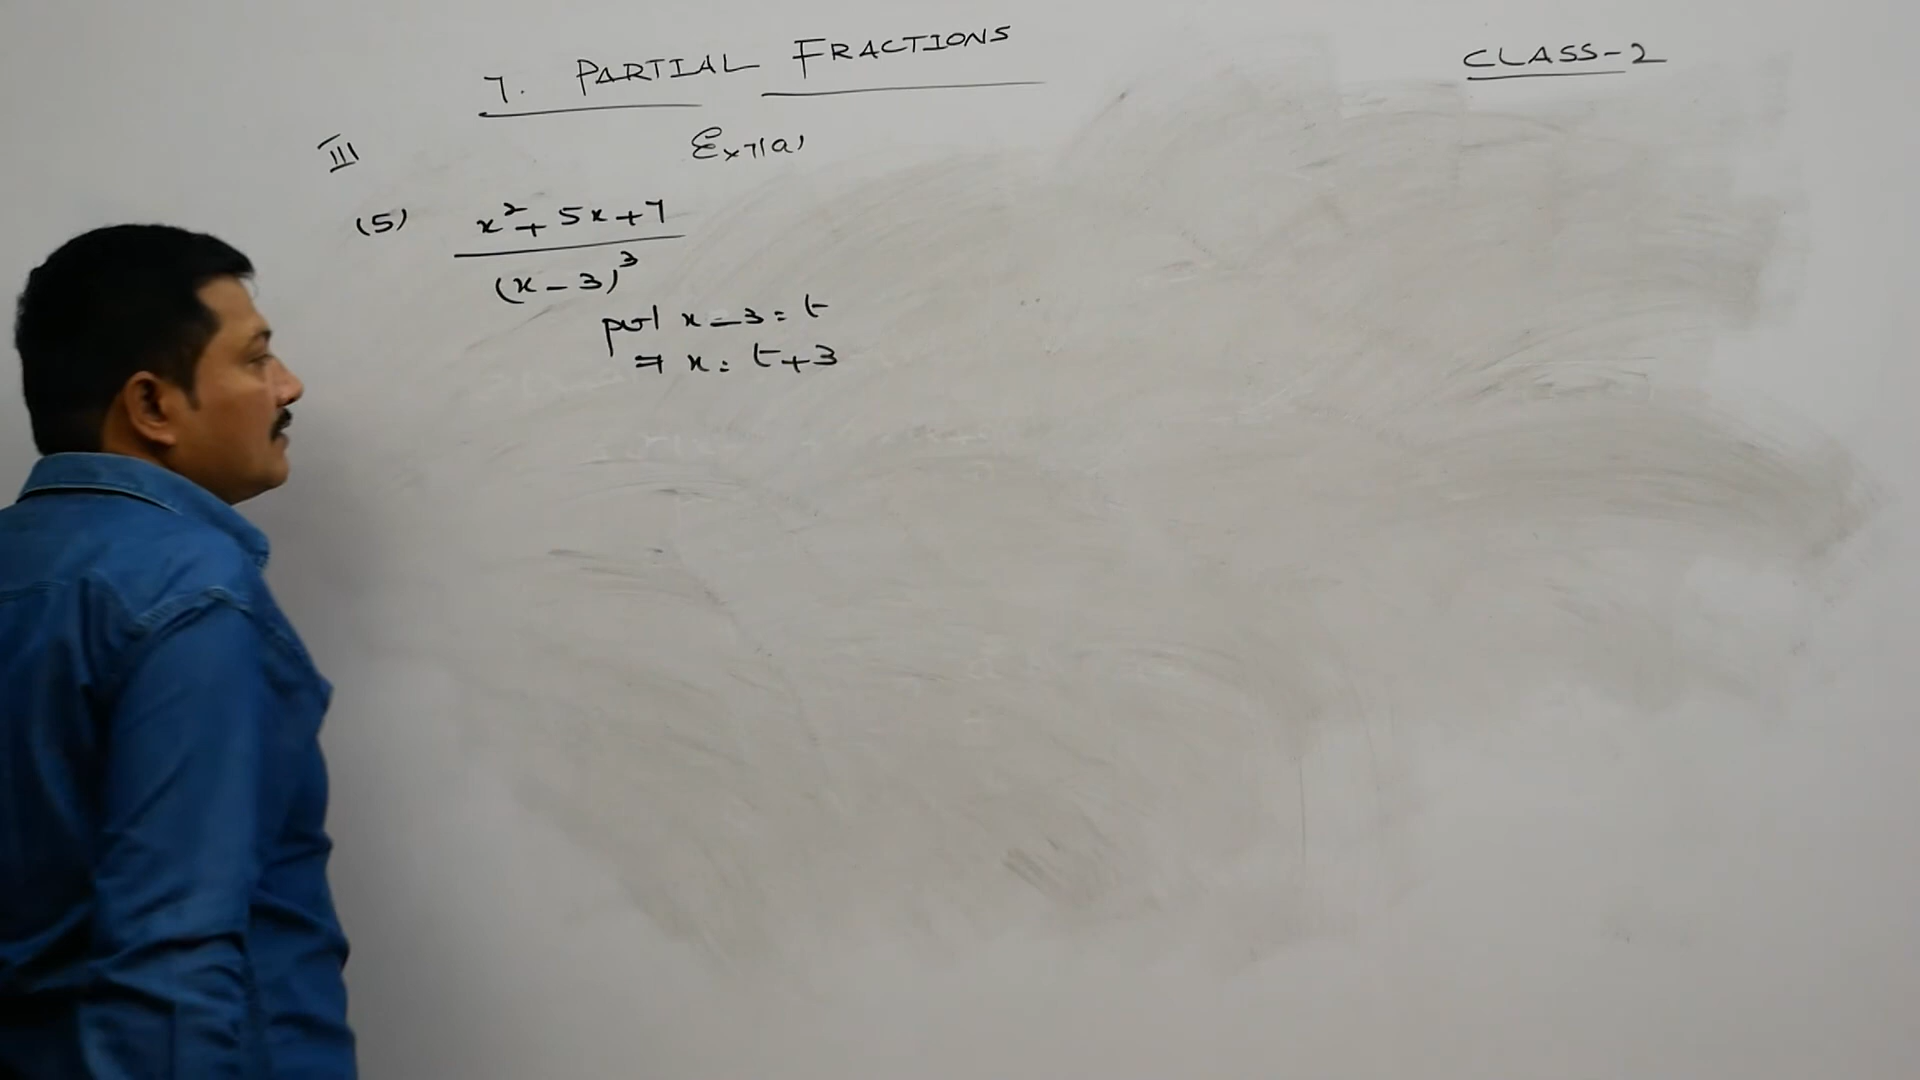 7. PARTIAL FRACTIONS
CLASS-2
III
Ex 7(a)
(5) x²+5x+7
(x-3)³
put x-3=t
⇒ x=t+3